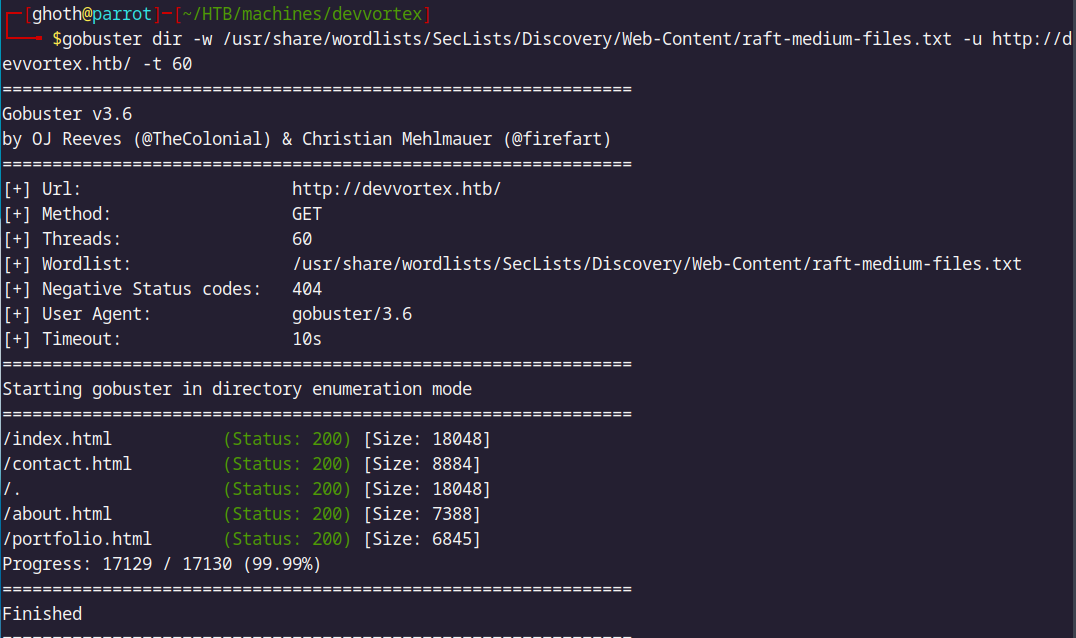 [ghoth@parrot]─[~/HTB/machines/devvortex]
$gobuster dir -w /usr/share/wordlists/SecLists/Discovery/Web-Content/raft-medium-files.txt -u http://d
evvortex.htb/ -t 60
===============================================================
Gobuster v3.6
by OJ Reeves (@TheColonial) & Christian Mehlmauer (@firefart)
===============================================================
[+] Url:                     http://devvortex.htb/
[+] Method:                  GET
[+] Threads:                 60
[+] Wordlist:                /usr/share/wordlists/SecLists/Discovery/Web-Content/raft-medium-files.txt
[+] Negative Status codes:   404
[+] User Agent:              gobuster/3.6
[+] Timeout:                 10s
===============================================================
Starting gobuster in directory enumeration mode
===============================================================
/index.html           (Status: 200) [Size: 18048]
/contact.html         (Status: 200) [Size: 8884]
/.                    (Status: 200) [Size: 18048]
/about.html           (Status: 200) [Size: 7388]
/portfolio.html       (Status: 200) [Size: 6845]
Progress: 17129 / 17130 (99.99%)
===============================================================
Finished
===============================================================